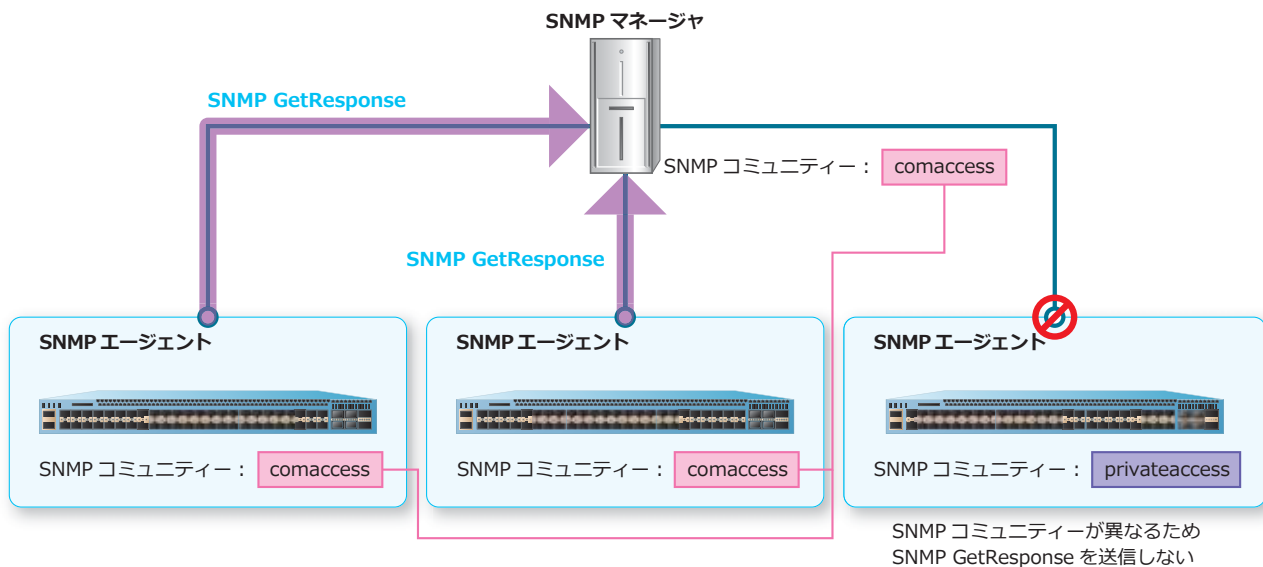 SNMP マネージャ
SNMP GetResponse
SNMP コミュニティー： comaccess
SNMP GetResponse
SNMP エージェント
SNMP コミュニティー： comaccess
SNMP エージェント
SNMP コミュニティー： comaccess
SNMP エージェント
SNMP コミュニティー： privateaccess
SNMP コミュニティーが異なるため
SNMP GetResponse を送信しない